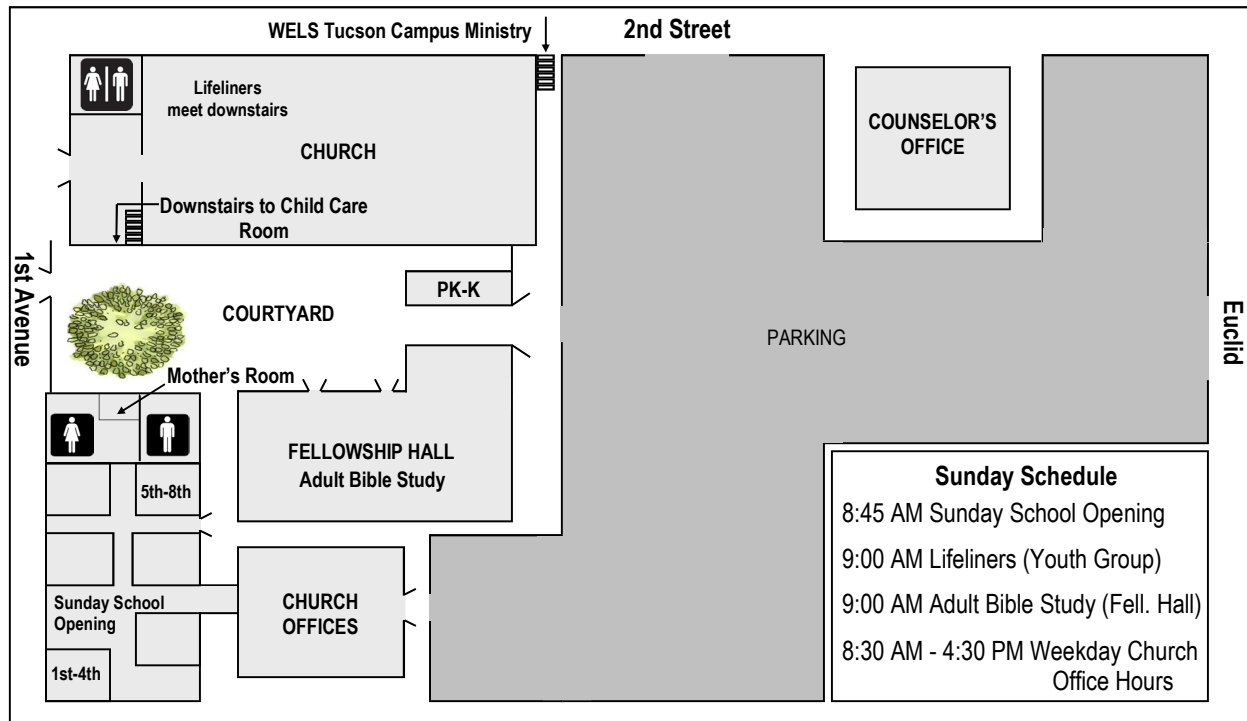 WELS Tucson Campus Ministry
2nd Street
Lifeliners
meet downstairs
CHURCH
COUNSELOR'S
OFFICE
Downstairs to Child Care
Room
1st Avenue
PK-K
COURTYARD
PARKING
Euclid
Mother's Room
FELLOWSHIP HALL
Adult Bible Study
5th-8th
Sunday School
Opening
CHURCH
OFFICES
1st-4th
Sunday Schedule
8:45 AM Sunday School Opening
9:00 AM Lifeliners (Youth Group)
9:00 AM Adult Bible Study (Fell. Hall)
8:30 AM - 4:30 PM Weekday Church
Office Hours